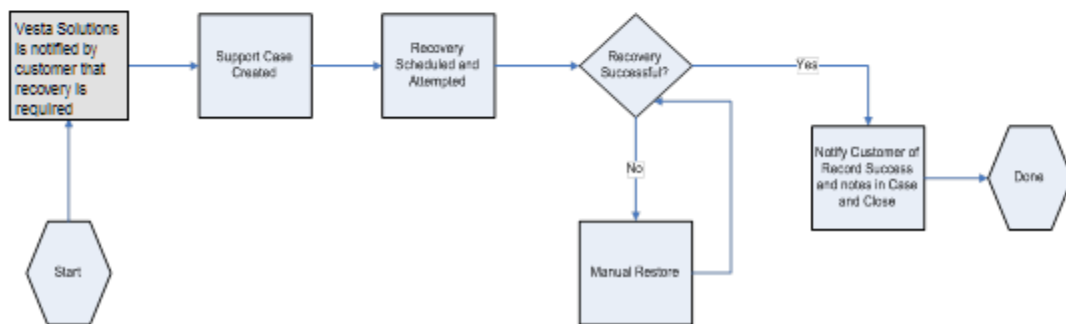 Vesta Solutions
is notified by
customer that
recovery is
required
Support Case
Created
Recovery
Scheduled and
Attempted
Recovery
Successful?
Yes
No
Manual Restore
Notify Customer of
Record Success
and notes in Case
and Close
Done
Start